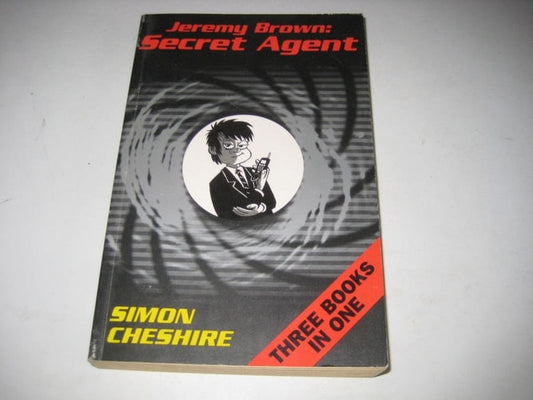 Jeremy Brown:
Secret Agent
SIMON
CHESHIRE
THREE BOOKS
IN ONE